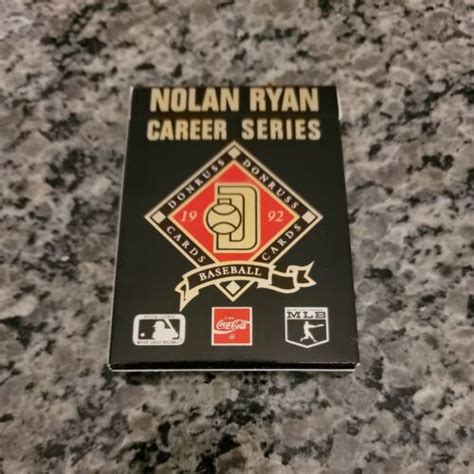 NOLAN RYAN
CAREER SERIES
DONRUSS DONRUSS
19 92
CARDS CARDS
BASEBALL
Coca-Cola
MLB